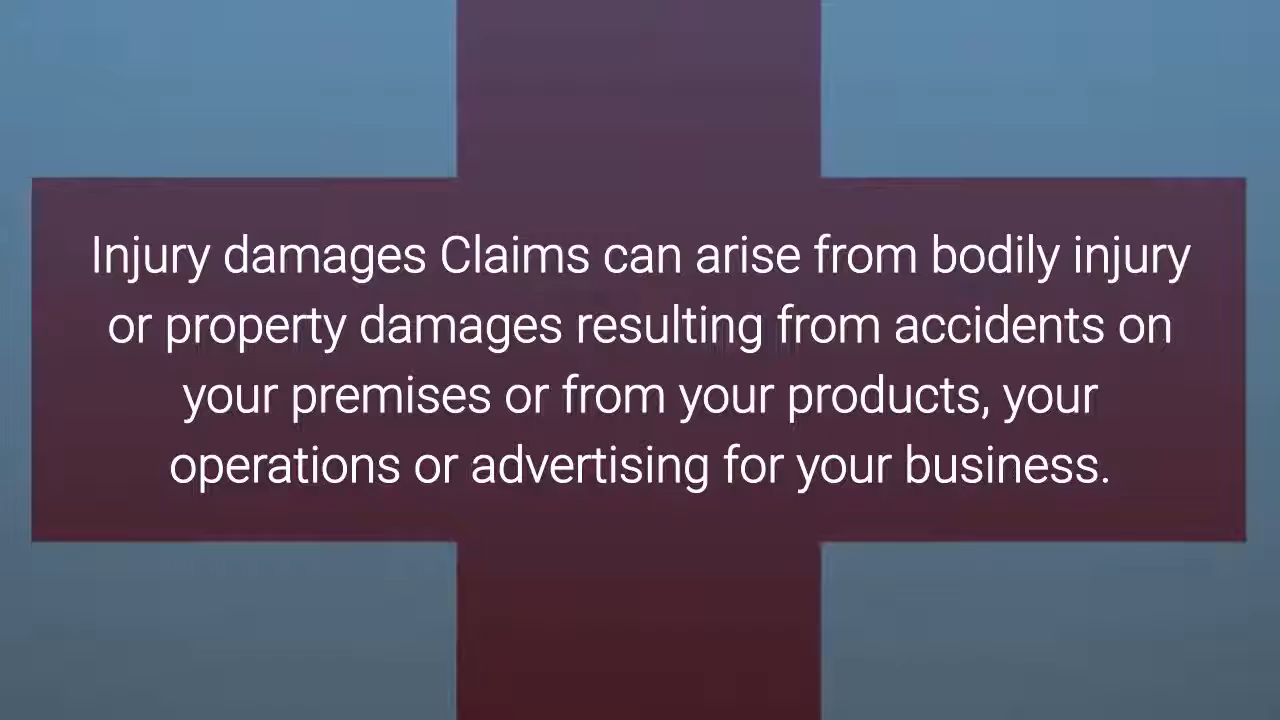 Injury damages Claims can arise from bodily injury
or property damages resulting from accidents on
your premises or from your products, your
operations or advertising for your business.